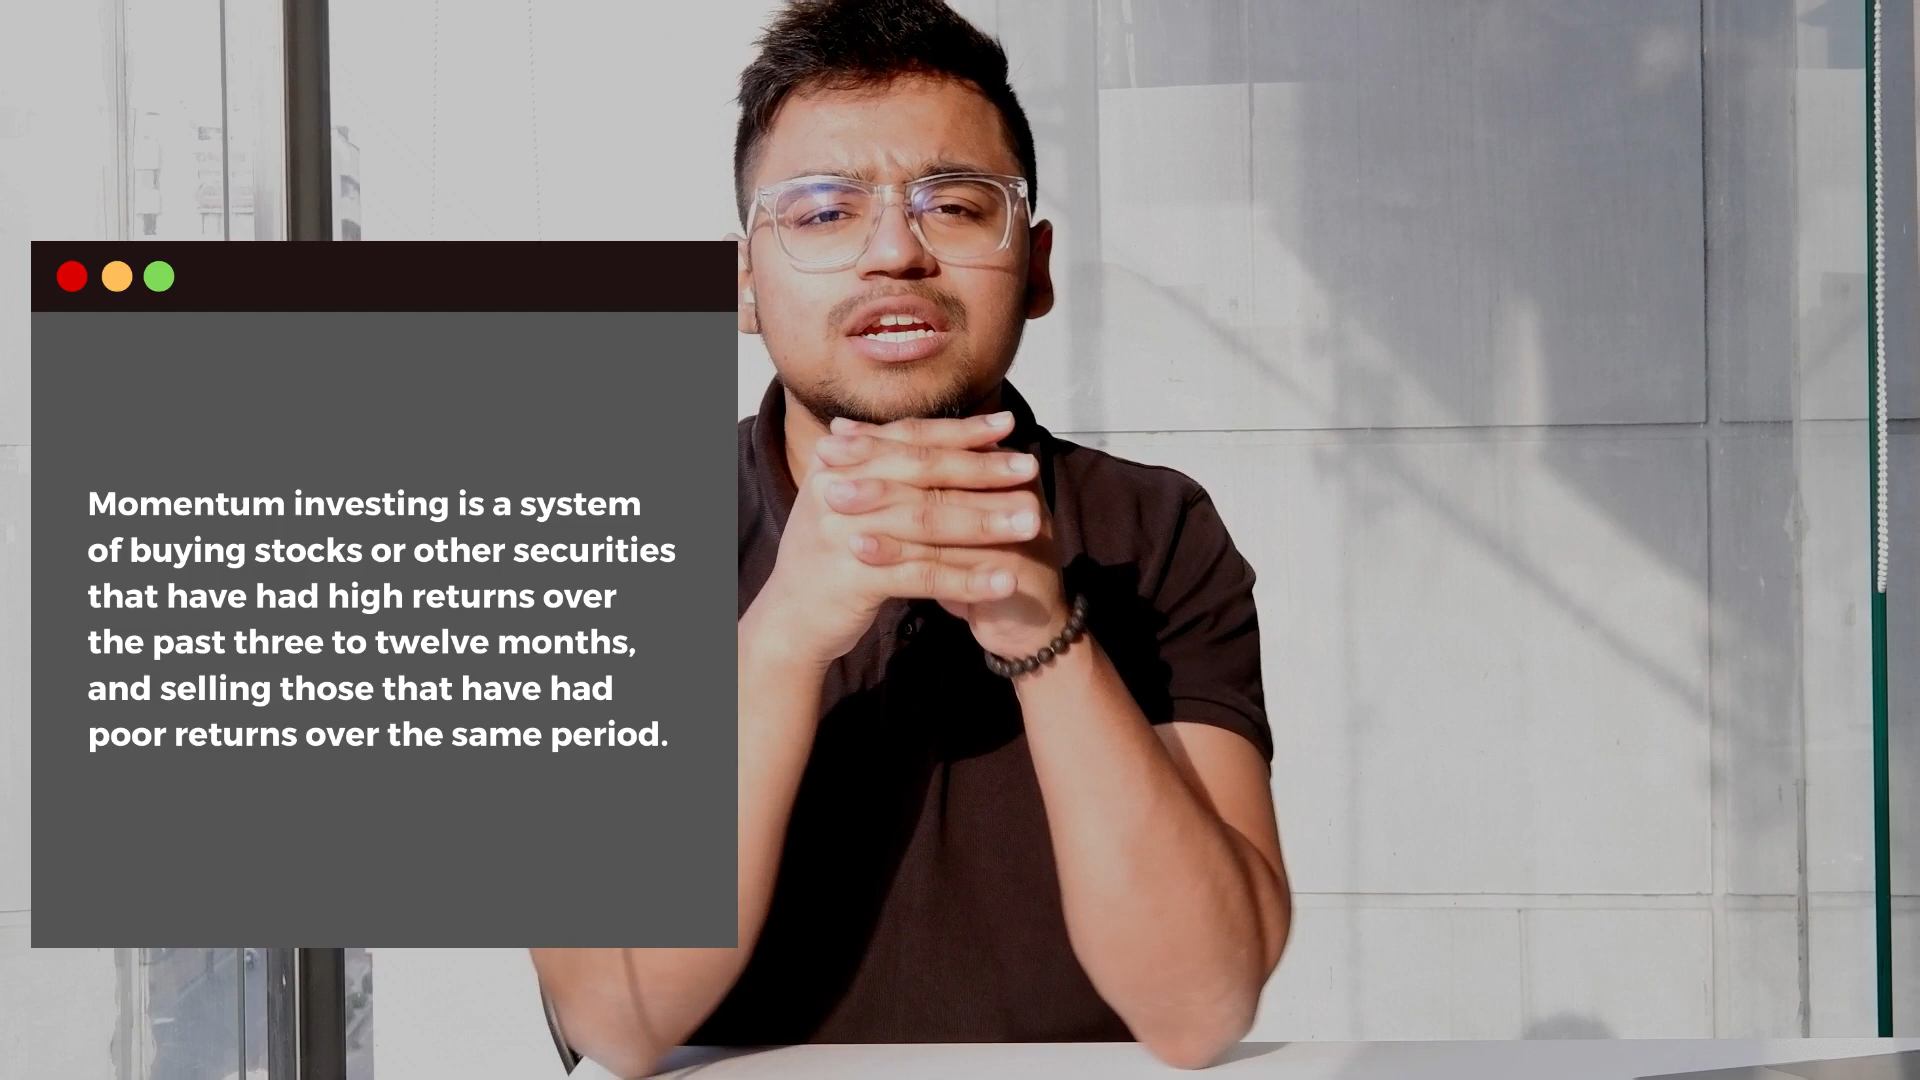 Momentum investing is a system
of buying stocks or other securities
that have had high returns over
the past three to twelve months,
and selling those that have had
poor returns over the same period.